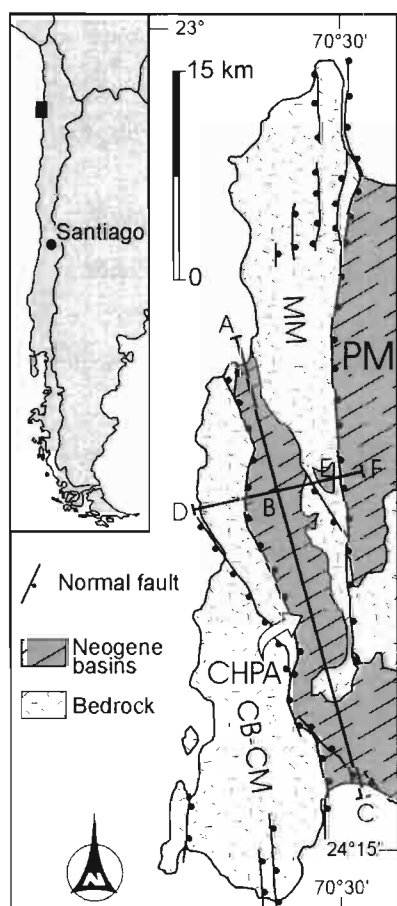 23°
70°30'
15 km
0
Santiago
A
MM
PM
E
F
B
D
Normal fault
Neogene
basins
Bedrock
CHPA
CB-CM
C
N
24°15'
70°30'